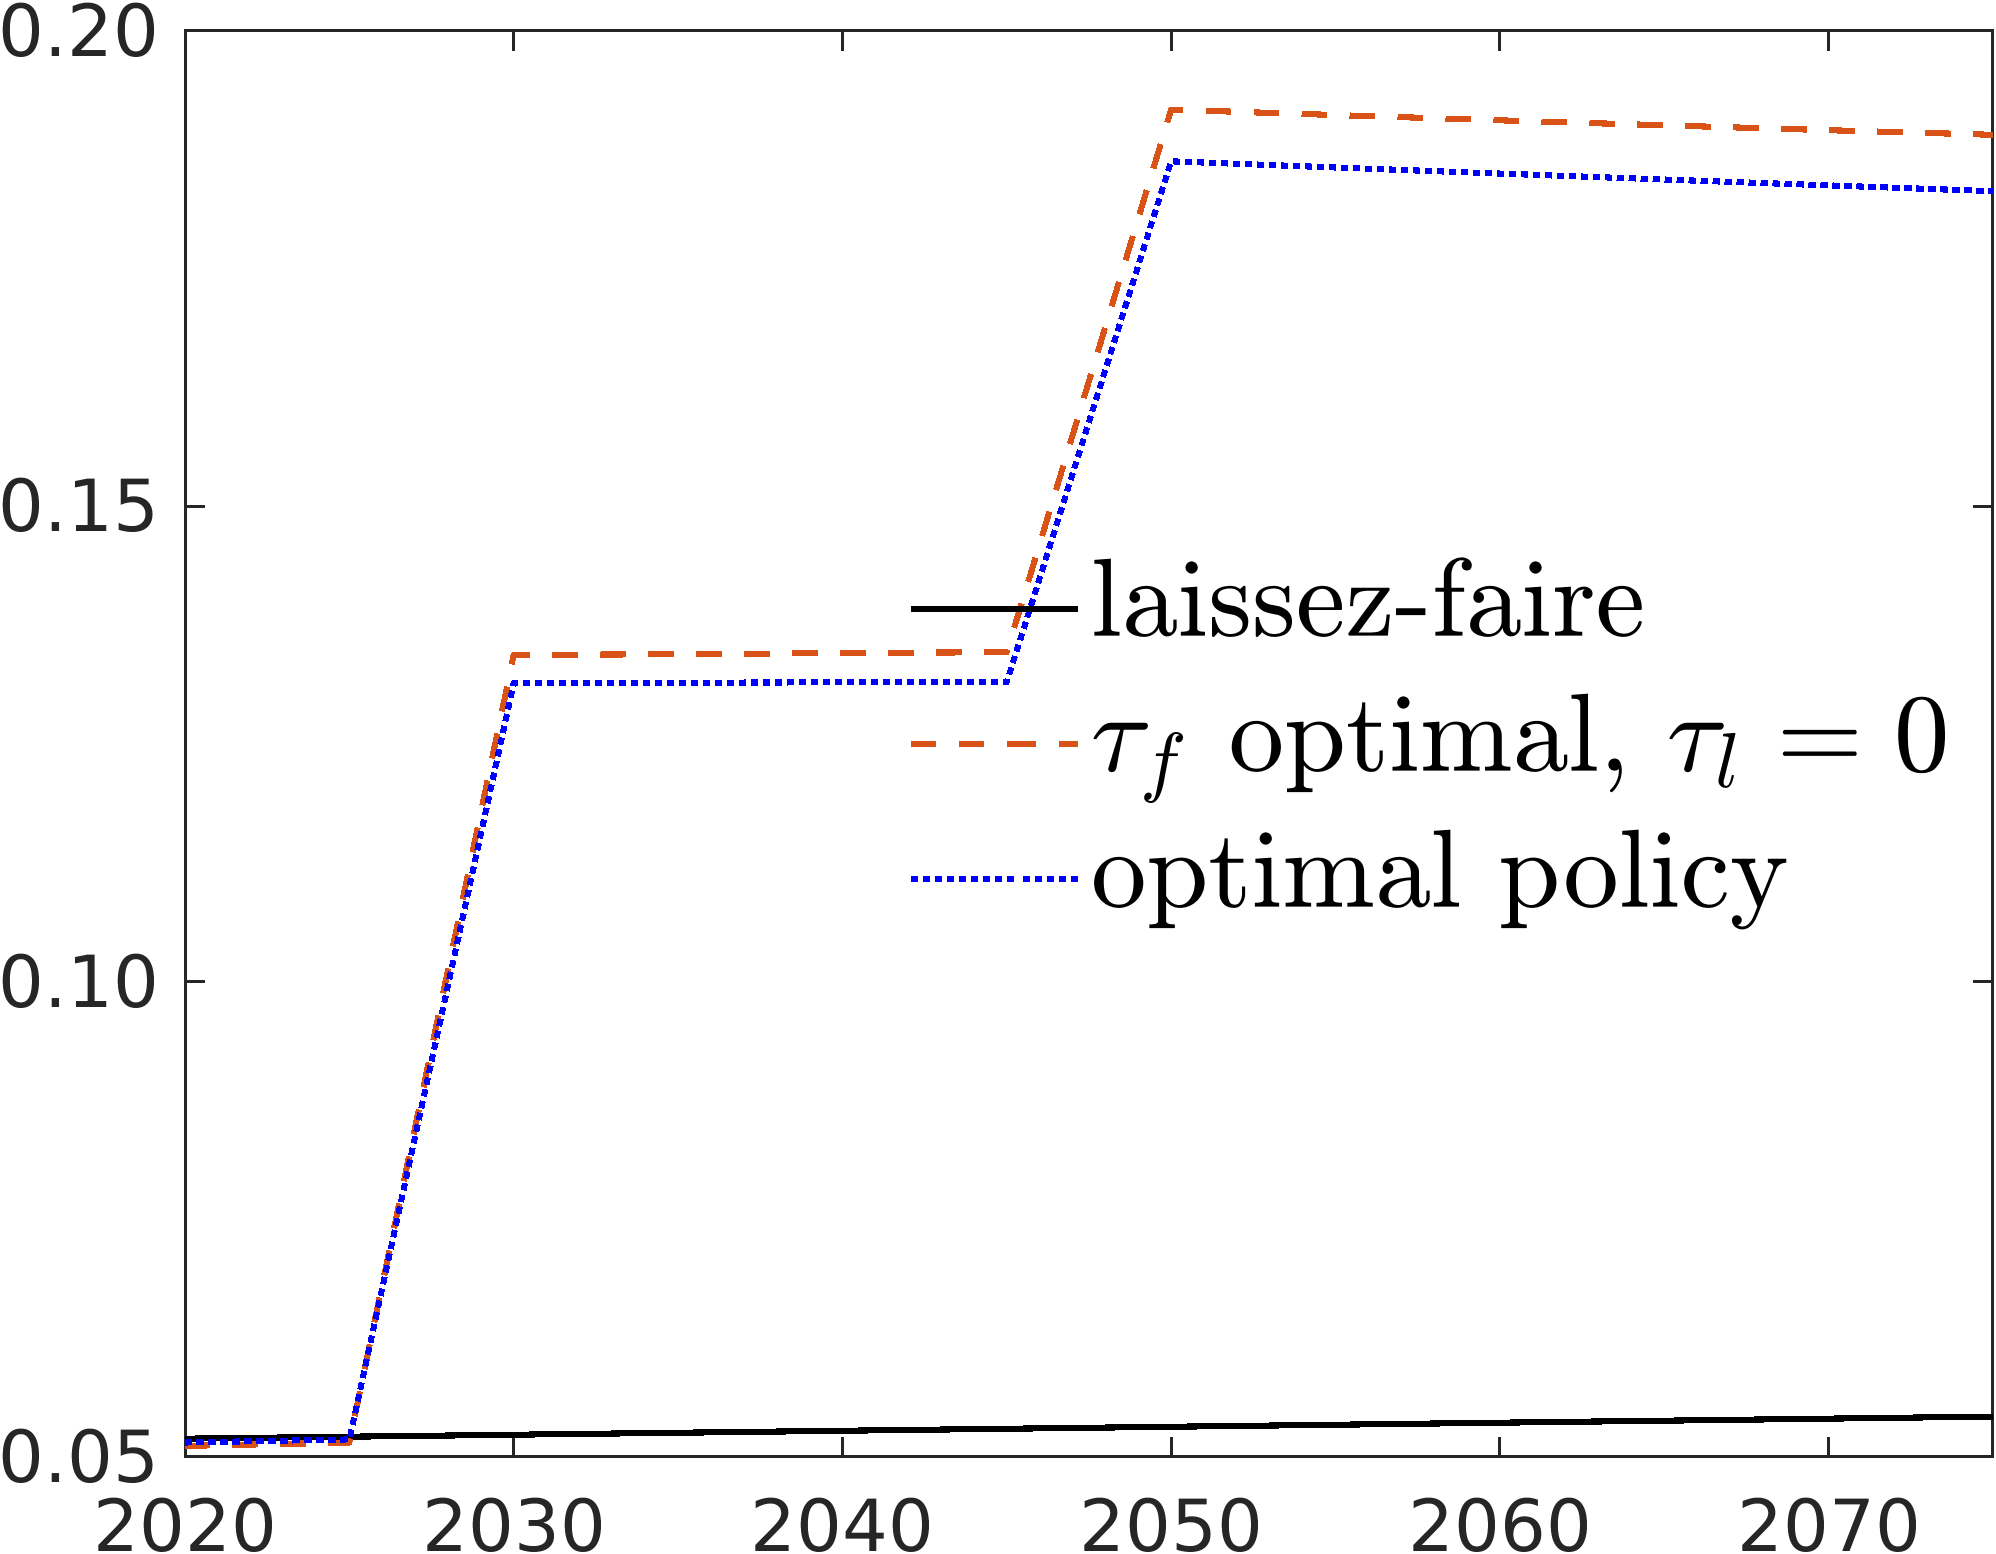 0.20
0.15
laissez-faire
τ_f optimal, τ_l = 0
optimal policy
0.10
0.05
2020 2030 2040 2050 2060 2070